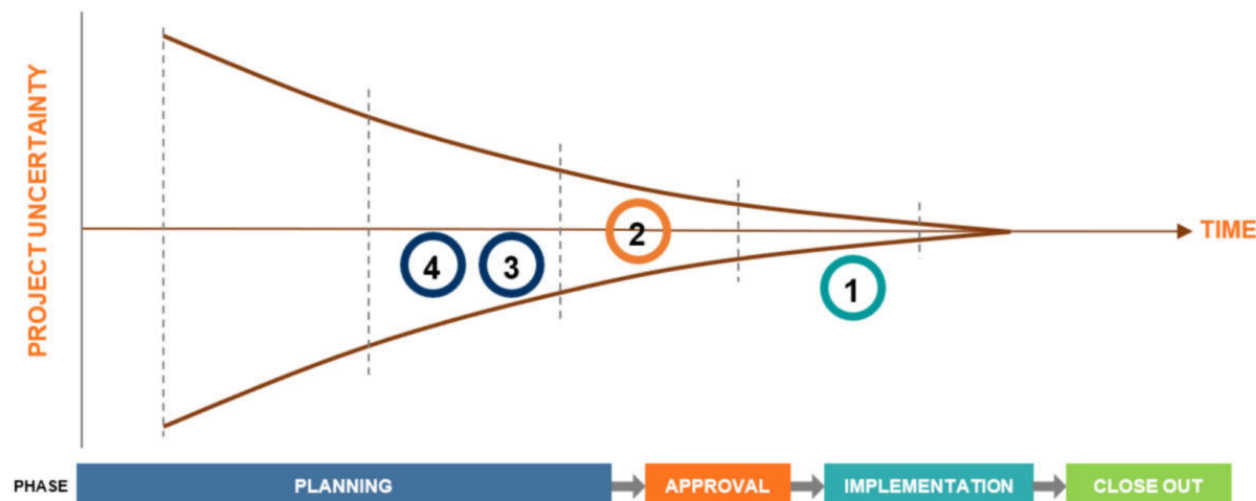 PROJECT UNCERTAINTY
2
TIME
4
3
1
PHASE
PLANNING
APPROVAL
IMPLEMENTATION
CLOSE OUT